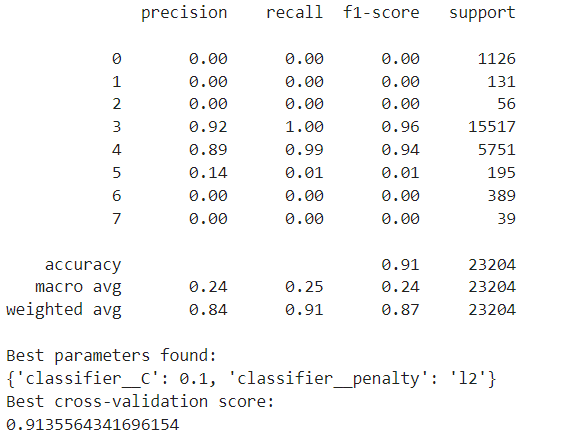 precision recall f1-score support
0 0.00 0.00 0.00 1126
1 0.00 0.00 0.00 131
2 0.00 0.00 0.00 56
3 0.92 1.00 0.96 15517
4 0.89 0.99 0.94 5751
5 0.14 0.01 0.01 195
6 0.00 0.00 0.00 389
7 0.00 0.00 0.00 39
accuracy 0.91 23204
macro avg 0.24 0.25 0.24 23204
weighted avg 0.84 0.91 0.87 23204
Best parameters found:
{'classifier__C': 0.1, 'classifier__penalty': 'l2'}
Best cross-validation score:
0.9135564341696154